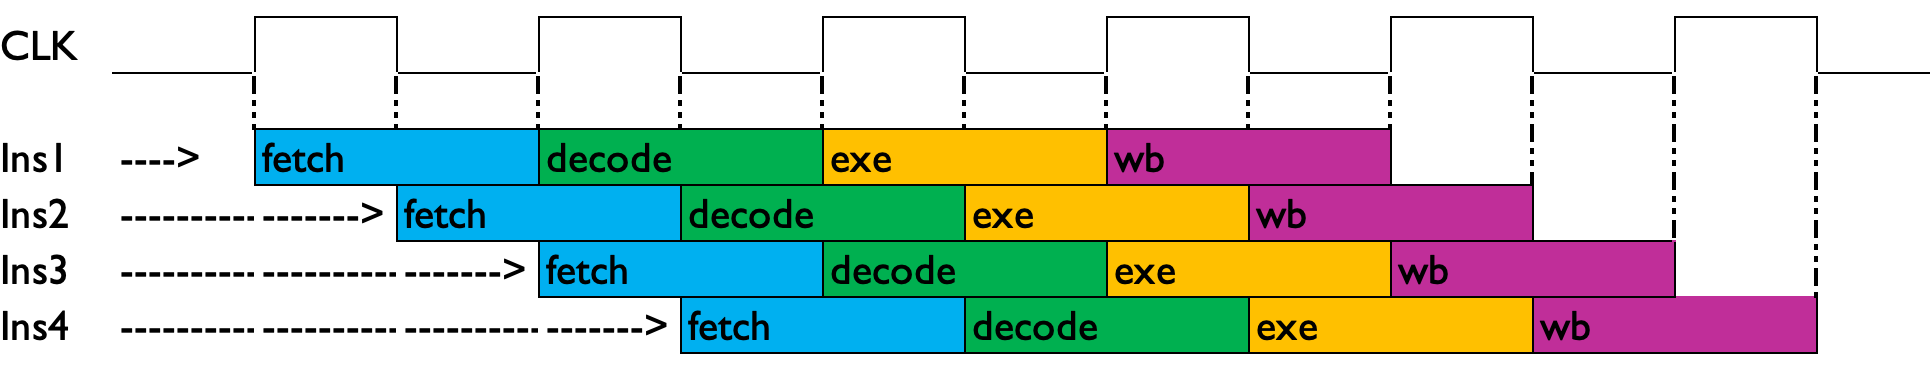 CLK
Ins1 ----> fetch decode exe wb
Ins2 ---------- -------> fetch decode exe wb
Ins3 ---------- ---------- -------> fetch decode exe wb
Ins4 ---------- ---------- ---------- -------> fetch decode exe wb